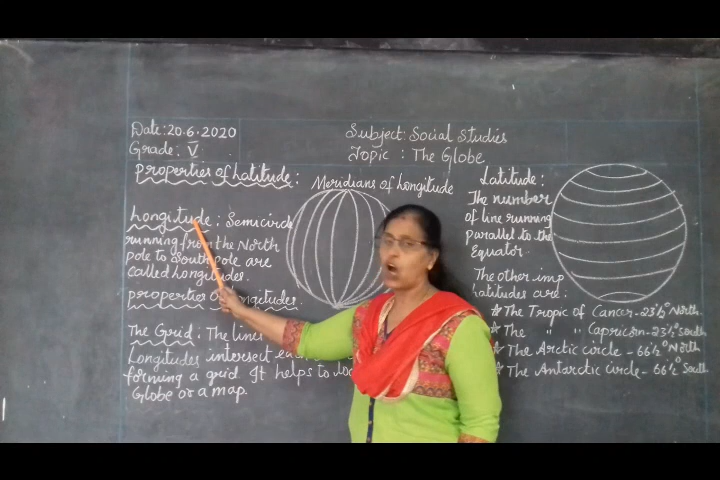 Date: 20.6.2020
Grade: V
Subject: Social Studies
Topic : The Globe
properties of Latitude :
Longitude : Semicircle
running from the North
pole to South pole are
called longitudes.
properties of longitudes.
The Grid : The lines
Longitudes intersect
forming a grid. It helps to
Globe or a map.
Meridians of Longitude
Latitude :
The number
of line running
parallel to the
Equator.
The other imp
Latitudes are :
* The Tropic of Cancer - 23½° North.
* The " Capricorn - 23½° South
* The Arctic circle - 66½° North
* The Antarctic circle - 66½° South